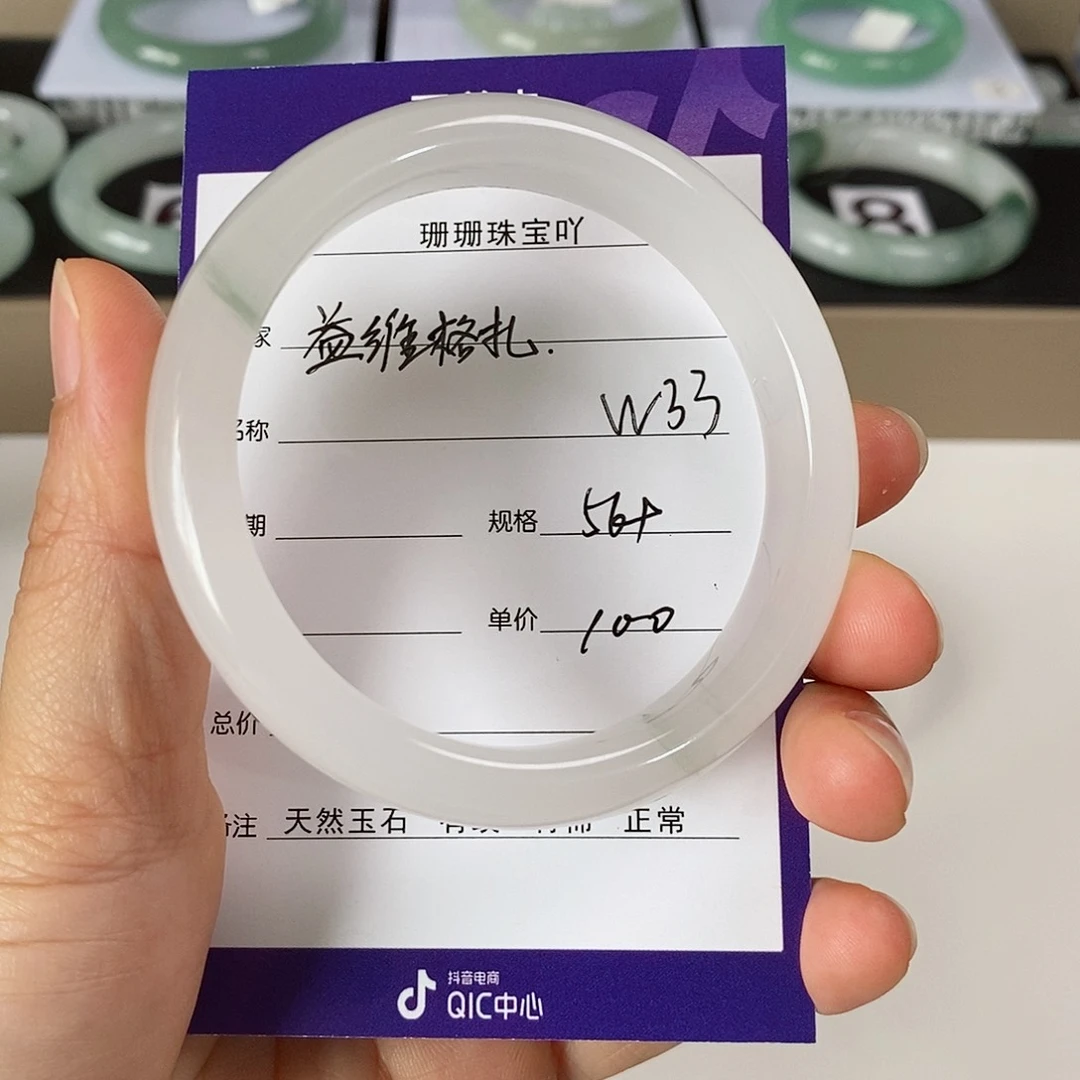 珊珊珠宝吖
家 益维格扎.
名称 W33
期 规格 56+
单价 100
总价
备注 天然玉石 正常
抖音电商
QIC中心
8